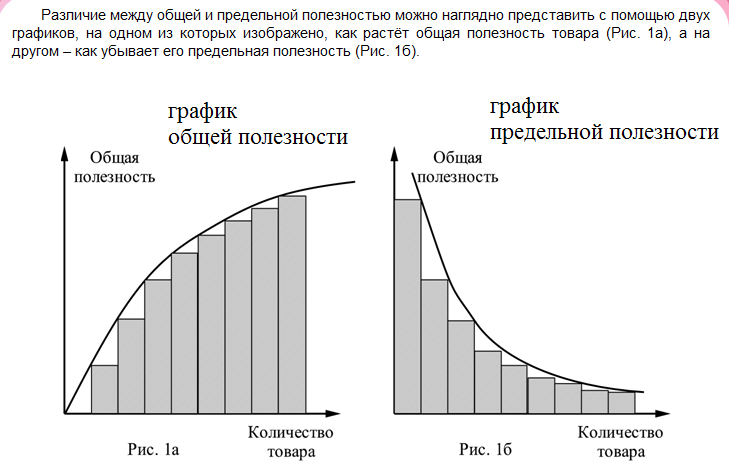 Различие между общей и предельной полезностью можно наглядно представить с помощью двух
графиков, на одном из которых изображено, как растёт общая полезность товара (Рис. 1а), а на
другом – как убывает его предельная полезность (Рис. 1б).
график
общей полезности
график
предельной полезности
Общая
полезность
Общая
полезность
Количество
товара
Рис. 1а
Количество
товара
Рис. 1б